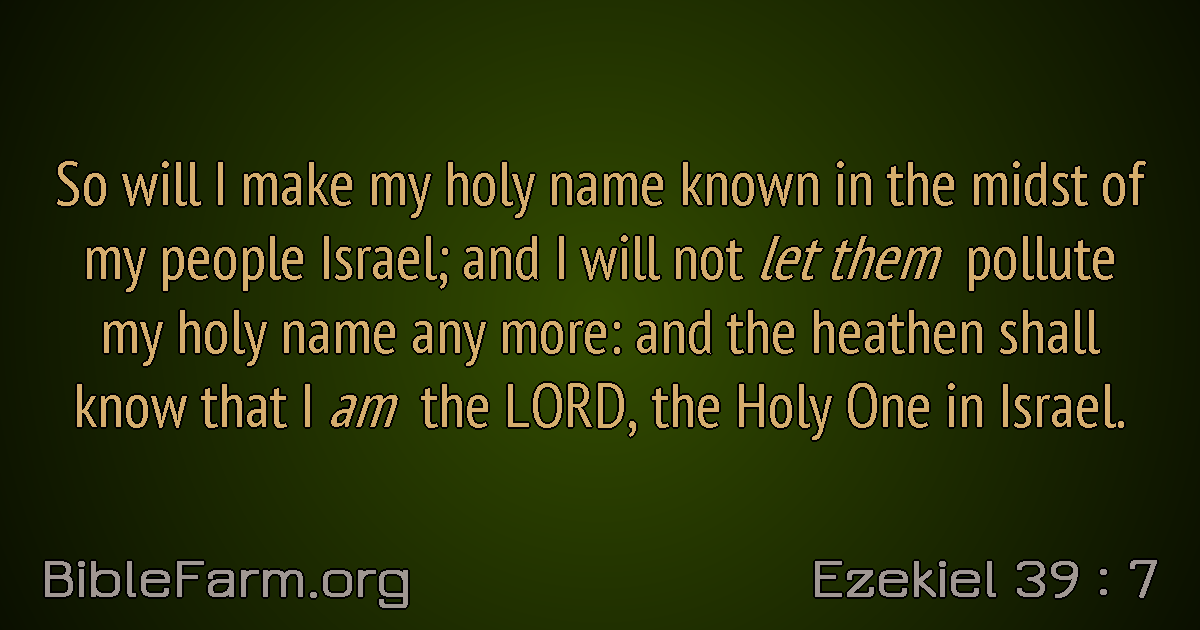 So will I make my holy name known in the midst of
my people Israel; and I will not let them pollute
my holy name any more: and the heathen shall
know that I am the LORD, the Holy One in Israel.
BibleFarm.org
Ezekiel 39 : 7